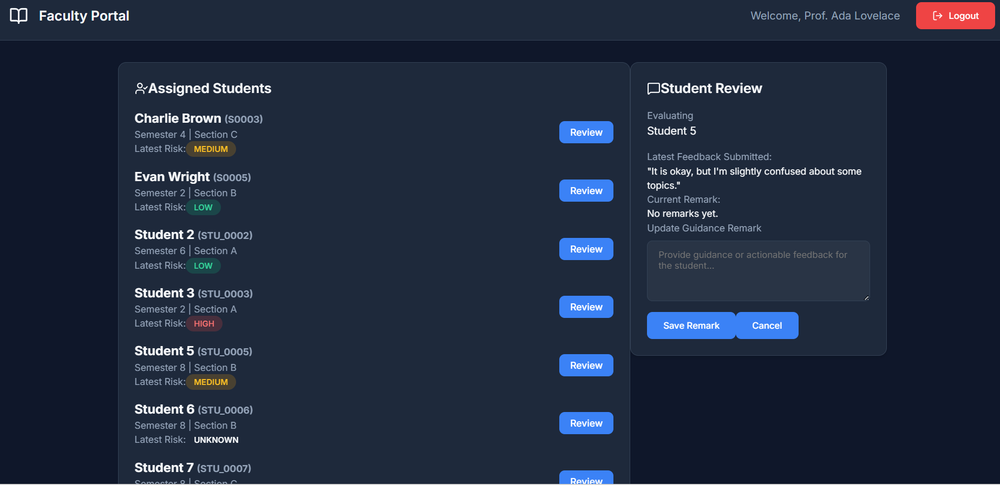 Faculty Portal
Welcome, Prof. Ada Lovelace
Logout
Assigned Students
Charlie Brown (S0003)
Semester 4 | Section C
Latest Risk: MEDIUM
Review
Evan Wright (S0005)
Semester 2 | Section B
Latest Risk: LOW
Review
Student 2 (STU_0002)
Semester 6 | Section A
Latest Risk: LOW
Review
Student 3 (STU_0003)
Semester 2 | Section A
Latest Risk: HIGH
Review
Student 5 (STU_0005)
Semester 8 | Section B
Latest Risk: MEDIUM
Review
Student 6 (STU_0006)
Semester 8 | Section B
Latest Risk: UNKNOWN
Review
Student 7 (STU_0007)
Semester 8 | Section C
Review
Student Review
Evaluating
Student 5
Latest Feedback Submitted:
"It is okay, but I'm slightly confused about some
topics."
Current Remark:
No remarks yet.
Update Guidance Remark
Provide guidance or actionable feedback for
the student...
Save Remark
Cancel